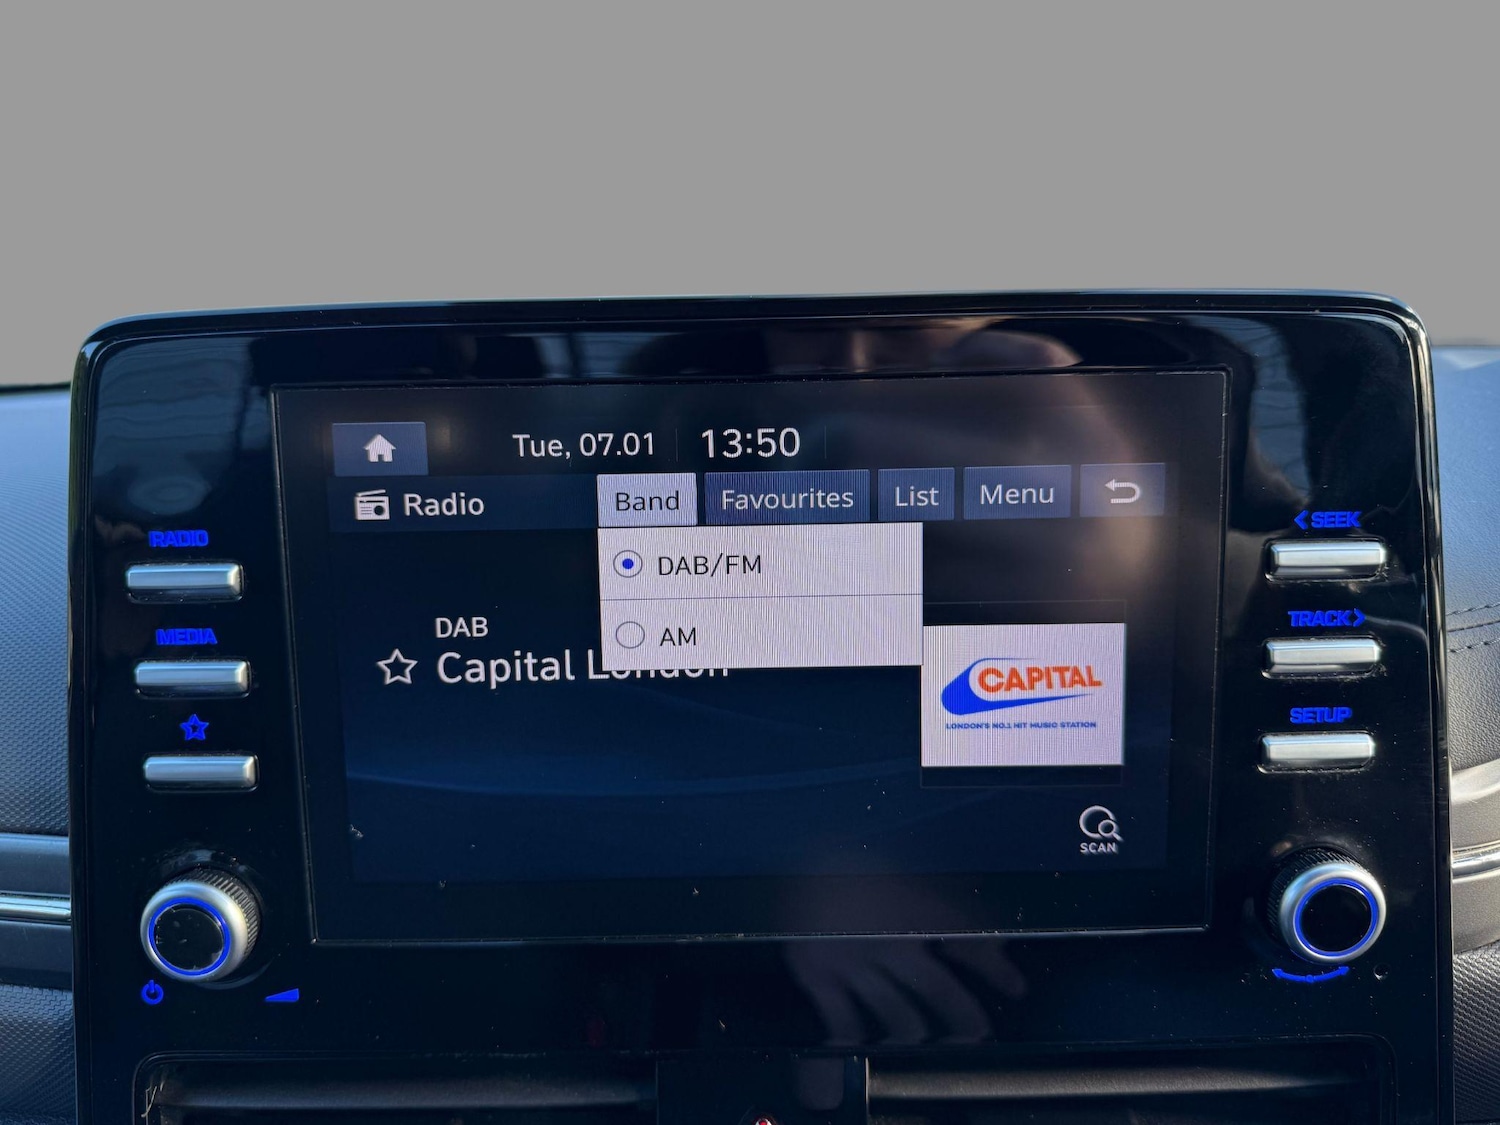 Tue, 07.01 13:50
Radio Band Favourites List Menu
DAB/FM
AM
DAB
Capital London
CAPITAL
LONDON'S NO.1 HIT MUSIC STATION
SCAN
RADIO
MEDIA
< SEEK
TRACK >
SETUP